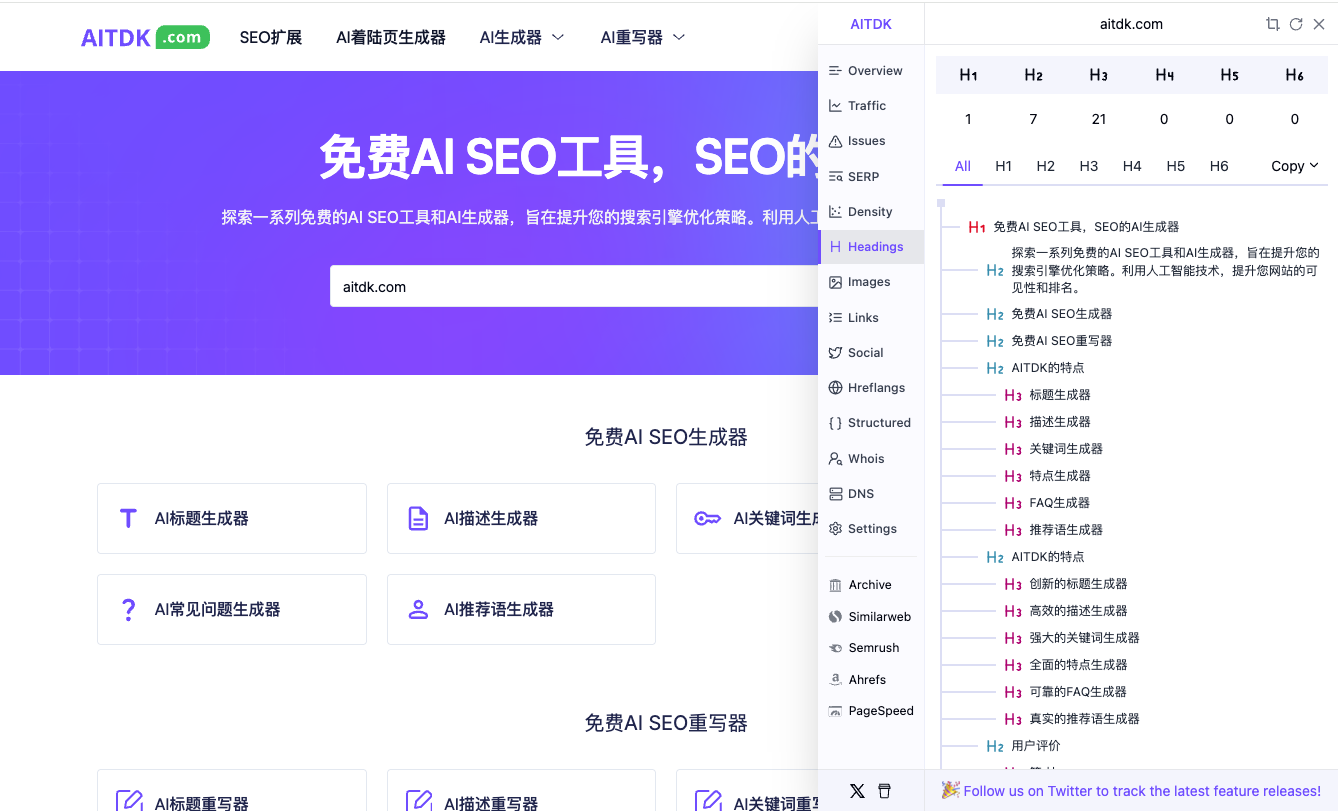 AITDK .com
SEO扩展
AI着陆页生成器
AI生成器
AI重写器
免费AI SEO工具，SEO的
探索一系列免费的AI SEO工具和AI生成器，旨在提升您的搜索引擎优化策略。利用人工
aitdk.com
免费AI SEO生成器
AI标题生成器
AI描述生成器
AI关键词生成
AI常见问题生成器
AI推荐语生成器
免费AI SEO重写器
AI标题重写器
AI描述重写器
AI关键词重写
AITDK
aitdk.com
Overview
Traffic
Issues
SERP
Density
Headings
Images
Links
Social
Hreflangs
Structured
Whois
DNS
Settings
Archive
Similarweb
Semrush
Ahrefs
PageSpeed
H1 H2 H3 H4 H5 H6
1 7 21 0 0 0
All H1 H2 H3 H4 H5 H6 Copy
H1 免费AI SEO工具，SEO的AI生成器
探索一系列免费的AI SEO工具和AI生成器，旨在提升您的
H2 搜索引擎优化策略。利用人工智能技术，提升您网站的可
见性和排名。
H2 免费AI SEO生成器
H2 免费AI SEO重写器
H2 AITDK的特点
H3 标题生成器
H3 描述生成器
H3 关键词生成器
H3 特点生成器
H3 FAQ生成器
H3 推荐语生成器
H2 AITDK的特点
H3 创新的标题生成器
H3 高效的描述生成器
H3 强大的关键词生成器
H3 全面的特点生成器
H3 可靠的FAQ生成器
H3 真实的推荐语生成器
H2 用户评价
Follow us on Twitter to track the latest feature releases!